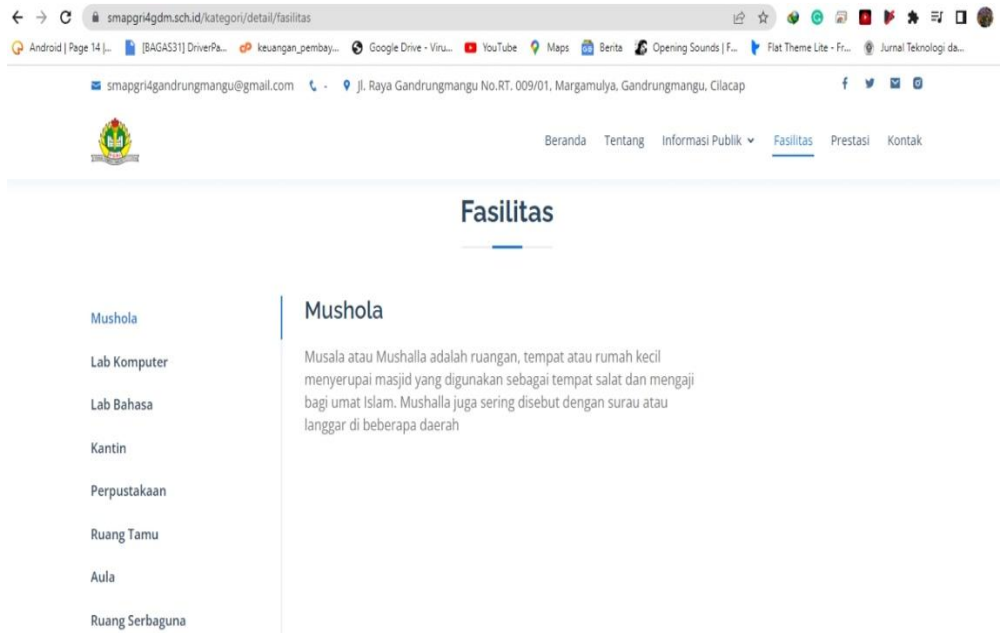 smapgri4gdm.sch.id/kategori/detail/fasilitas
Android | Page 14 |... [BAGAS31] DriverPa... keuangan_pembay... Google Drive - Viru... YouTube Maps Berita Opening Sounds | F... Flat Theme Lite - Fr... Jurnal Teknologi da...
smapgri4gandrungmangu@gmail.com - Jl. Raya Gandrungmangu No.RT. 009/01, Margamulya, Gandrungmangu, Cilacap
Beranda Tentang Informasi Publik Fasilitas Prestasi Kontak
Fasilitas
Mushola
Lab Komputer
Lab Bahasa
Kantin
Perpustakaan
Ruang Tamu
Aula
Ruang Serbaguna
Mushola
Musala atau Mushalla adalah ruangan, tempat atau rumah kecil
menyerupai masjid yang digunakan sebagai tempat salat dan mengaji
bagi umat Islam. Mushalla juga sering disebut dengan surau atau
langgar di beberapa daerah